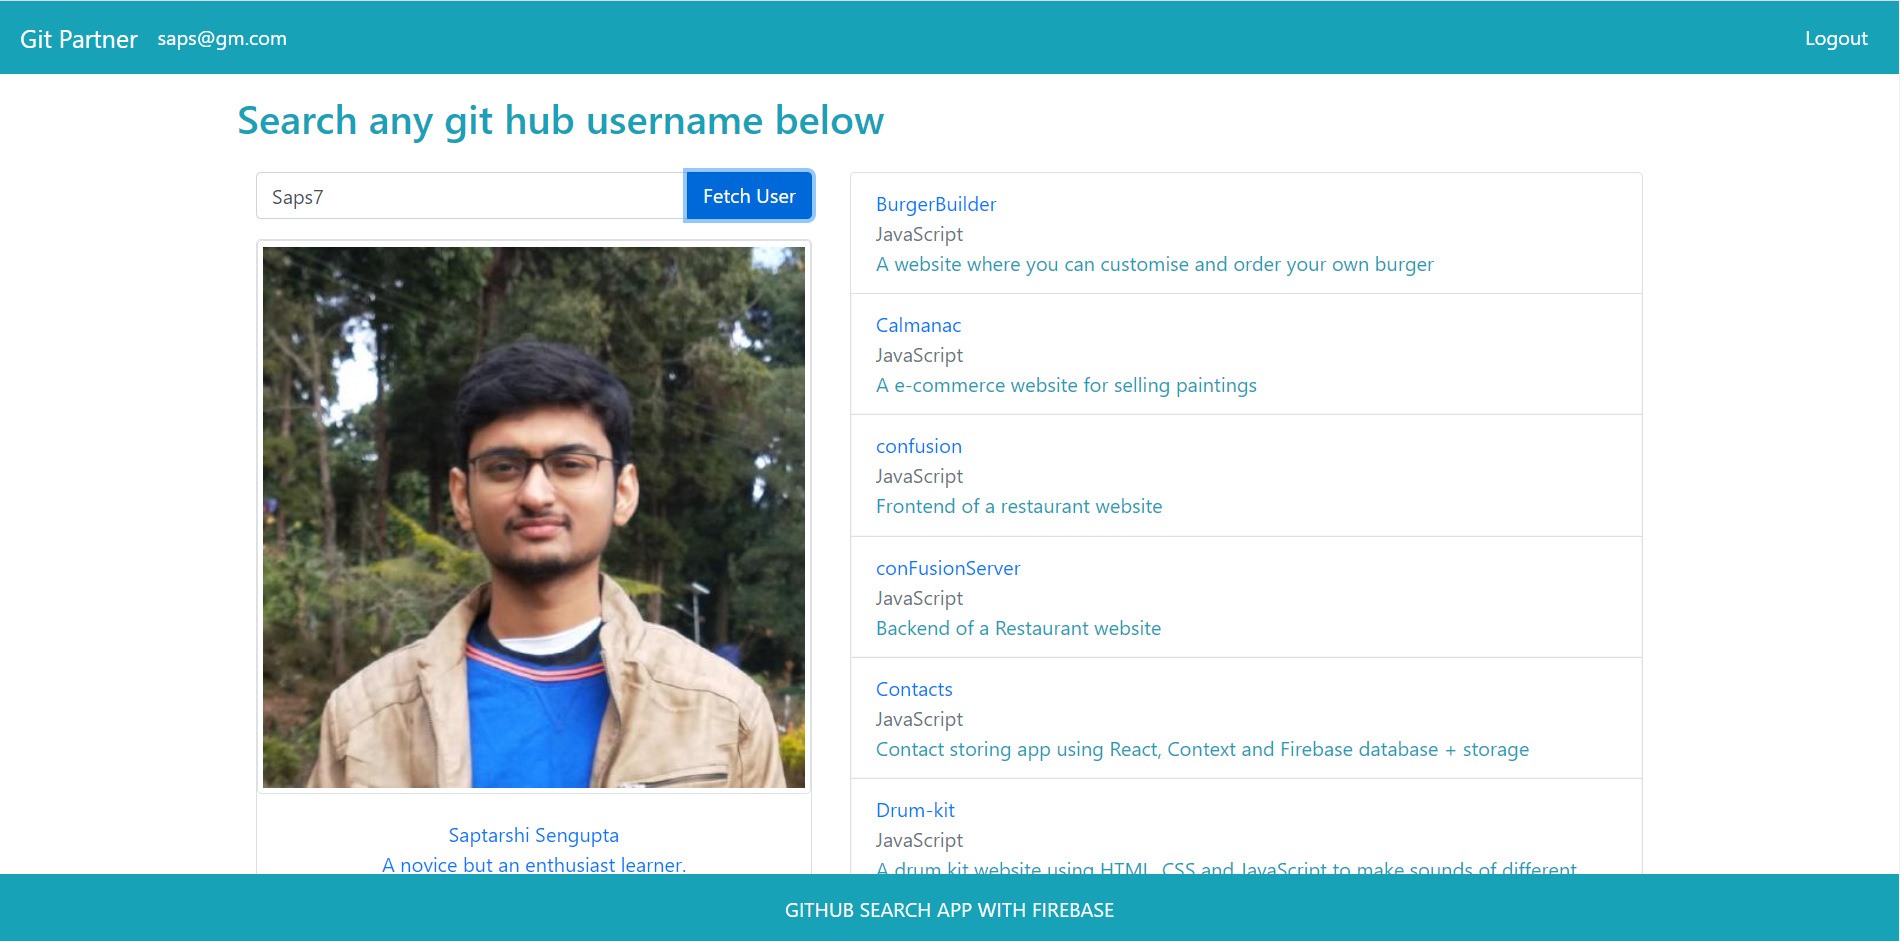 Git Partner saps@gm.com Logout
Search any git hub username below
Saps7 Fetch User
Saptarshi Sengupta
A novice but an enthusiast learner.
BurgerBuilder
JavaScript
A website where you can customise and order your own burger
Calmanac
JavaScript
A e-commerce website for selling paintings
confusion
JavaScript
Frontend of a restaurant website
conFusionServer
JavaScript
Backend of a Restaurant website
Contacts
JavaScript
Contact storing app using React, Context and Firebase database + storage
Drum-kit
JavaScript
A drum kit website using HTML, CSS and JavaScript to make sounds of different
GITHUB SEARCH APP WITH FIREBASE